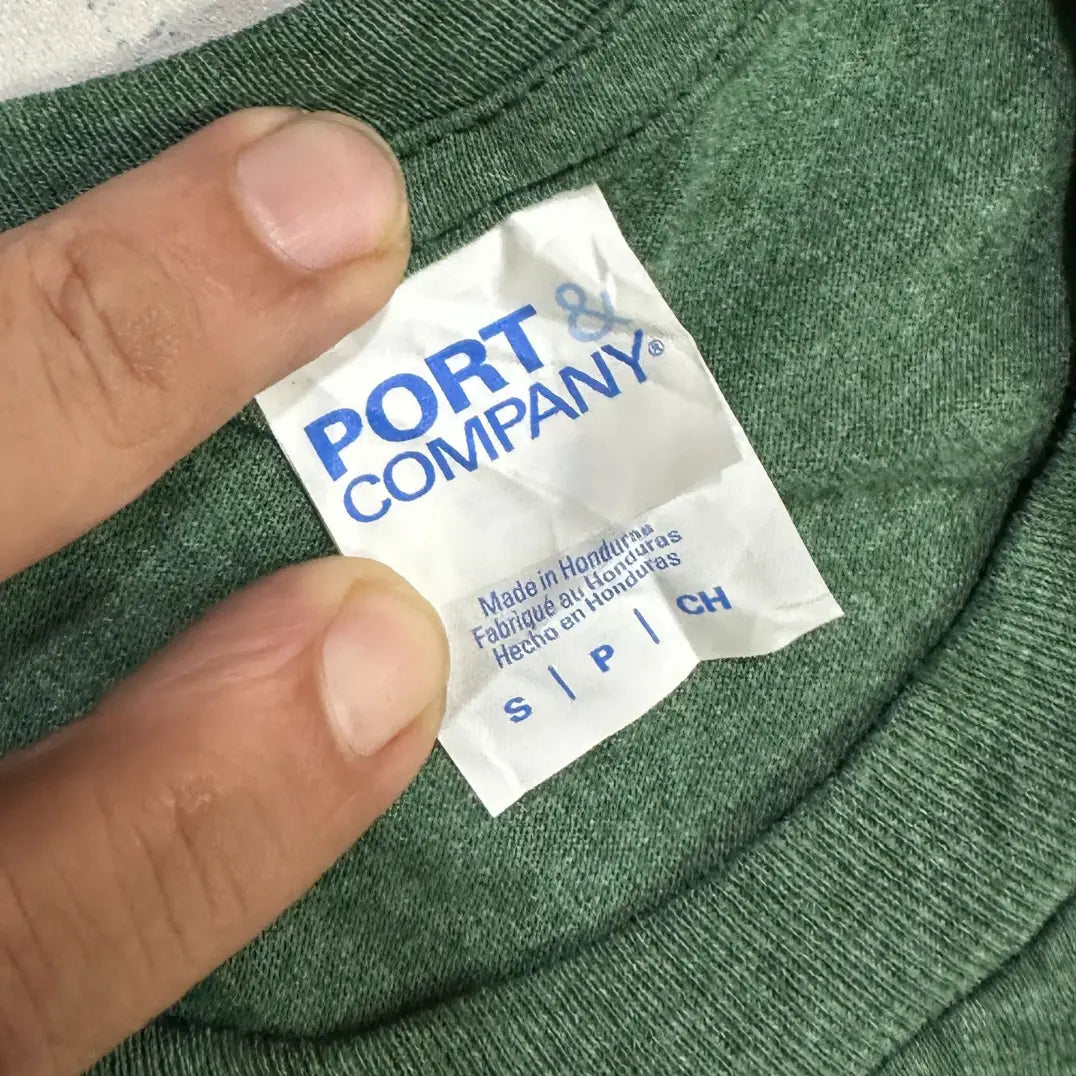 PORT &
COMPANY®
Made in Honduras
Fabriqué au Honduras
Hecho en Honduras
S | P | CH